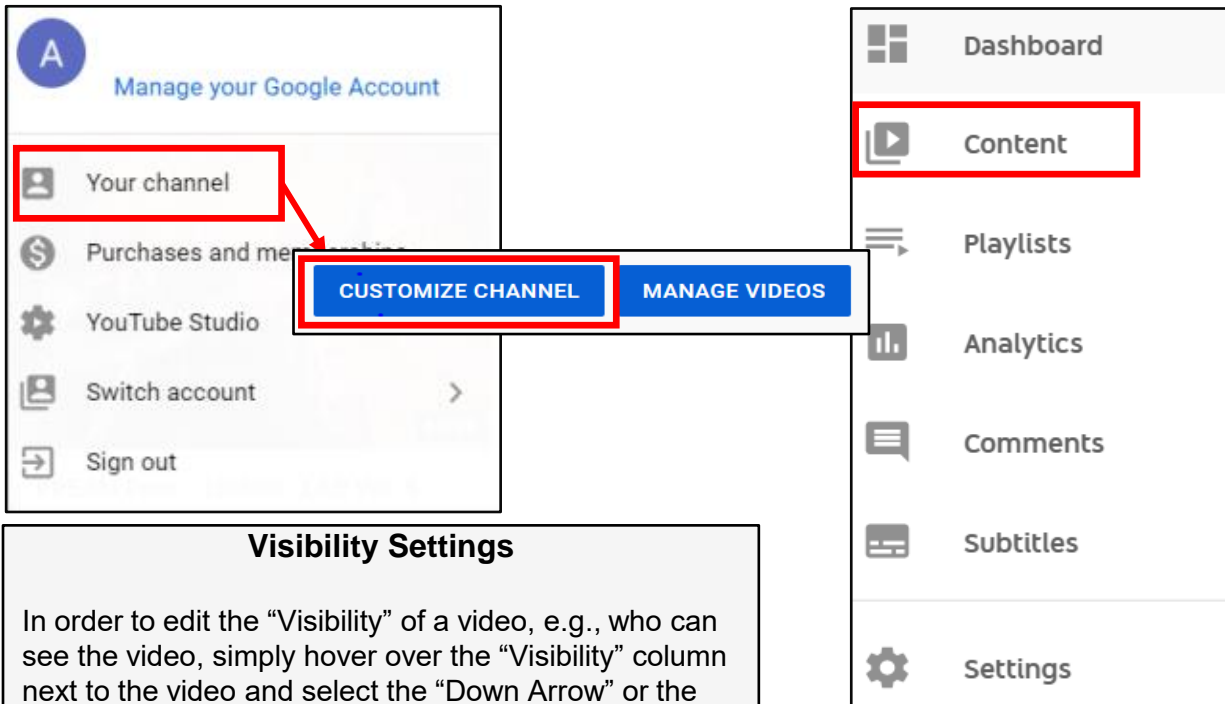 A
Manage your Google Account
Your channel
Purchases and
YouTube Studio
Switch account
Sign out
CUSTOMIZE CHANNEL
MANAGE VIDEOS
Visibility Settings
In order to edit the “Visibility” of a video, e.g., who can
see the video, simply hover over the “Visibility” column
next to the video and select the “Down Arrow” or the
Dashboard
Content
Playlists
Analytics
Comments
Subtitles
Settings